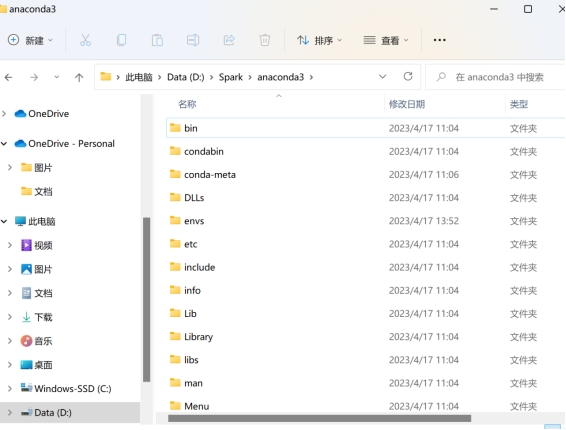 anaconda3
新建 排序 查看 ...
此电脑 > Data (D:) > Spark > anaconda3 > 在 anaconda3 中搜索
名称 修改日期 类型
OneDrive
OneDrive - Personal
图片
文档
此电脑
视频
图片
文档
下载
音乐
桌面
Windows-SSD (C:)
Data (D:)
bin 2023/4/17 11:04 文件夹
condabin 2023/4/17 11:04 文件夹
conda-meta 2023/4/17 11:06 文件夹
DLLs 2023/4/17 11:04 文件夹
envs 2023/4/17 13:52 文件夹
etc 2023/4/17 11:04 文件夹
include 2023/4/17 11:04 文件夹
info 2023/4/17 11:04 文件夹
Lib 2023/4/17 11:04 文件夹
Library 2023/4/17 11:04 文件夹
libs 2023/4/17 11:04 文件夹
man 2023/4/17 11:04 文件夹
Menu 2023/4/17 11:04 文件夹